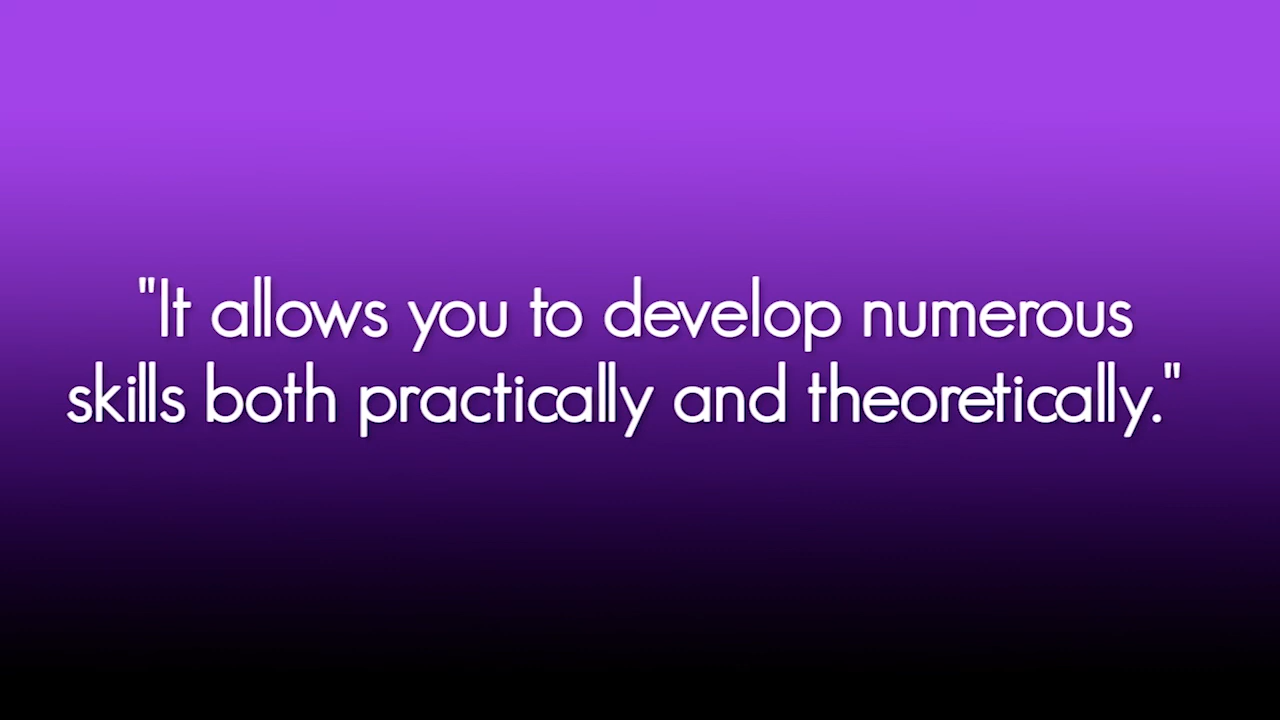 "It allows you to develop numerous
skills both practically and theoretically."